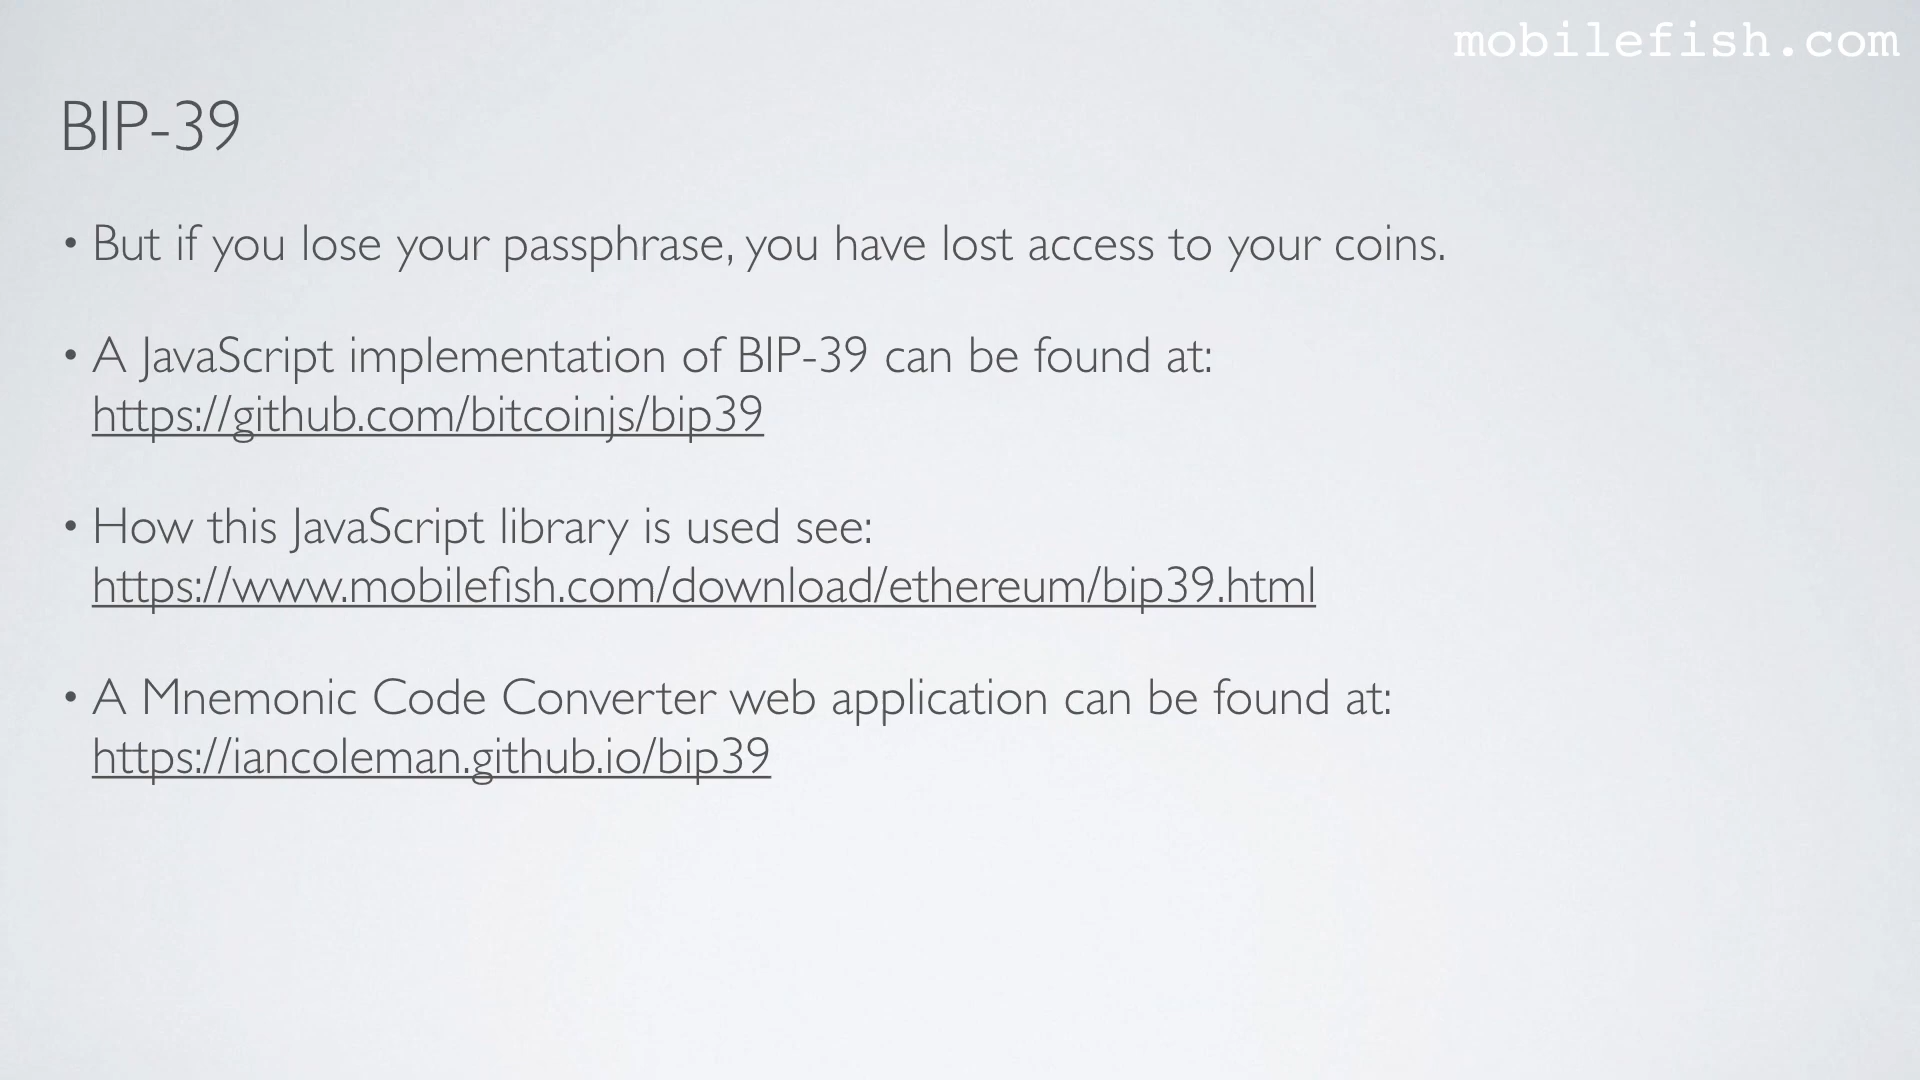 mobilefish.com
BIP-39
• But if you lose your passphrase, you have lost access to your coins.
• A JavaScript implementation of BIP-39 can be found at:
https://github.com/bitcoinjs/bip39
• How this JavaScript library is used see:
https://www.mobilefish.com/download/ethereum/bip39.html
• A Mnemonic Code Converter web application can be found at:
https://iancoleman.github.io/bip39